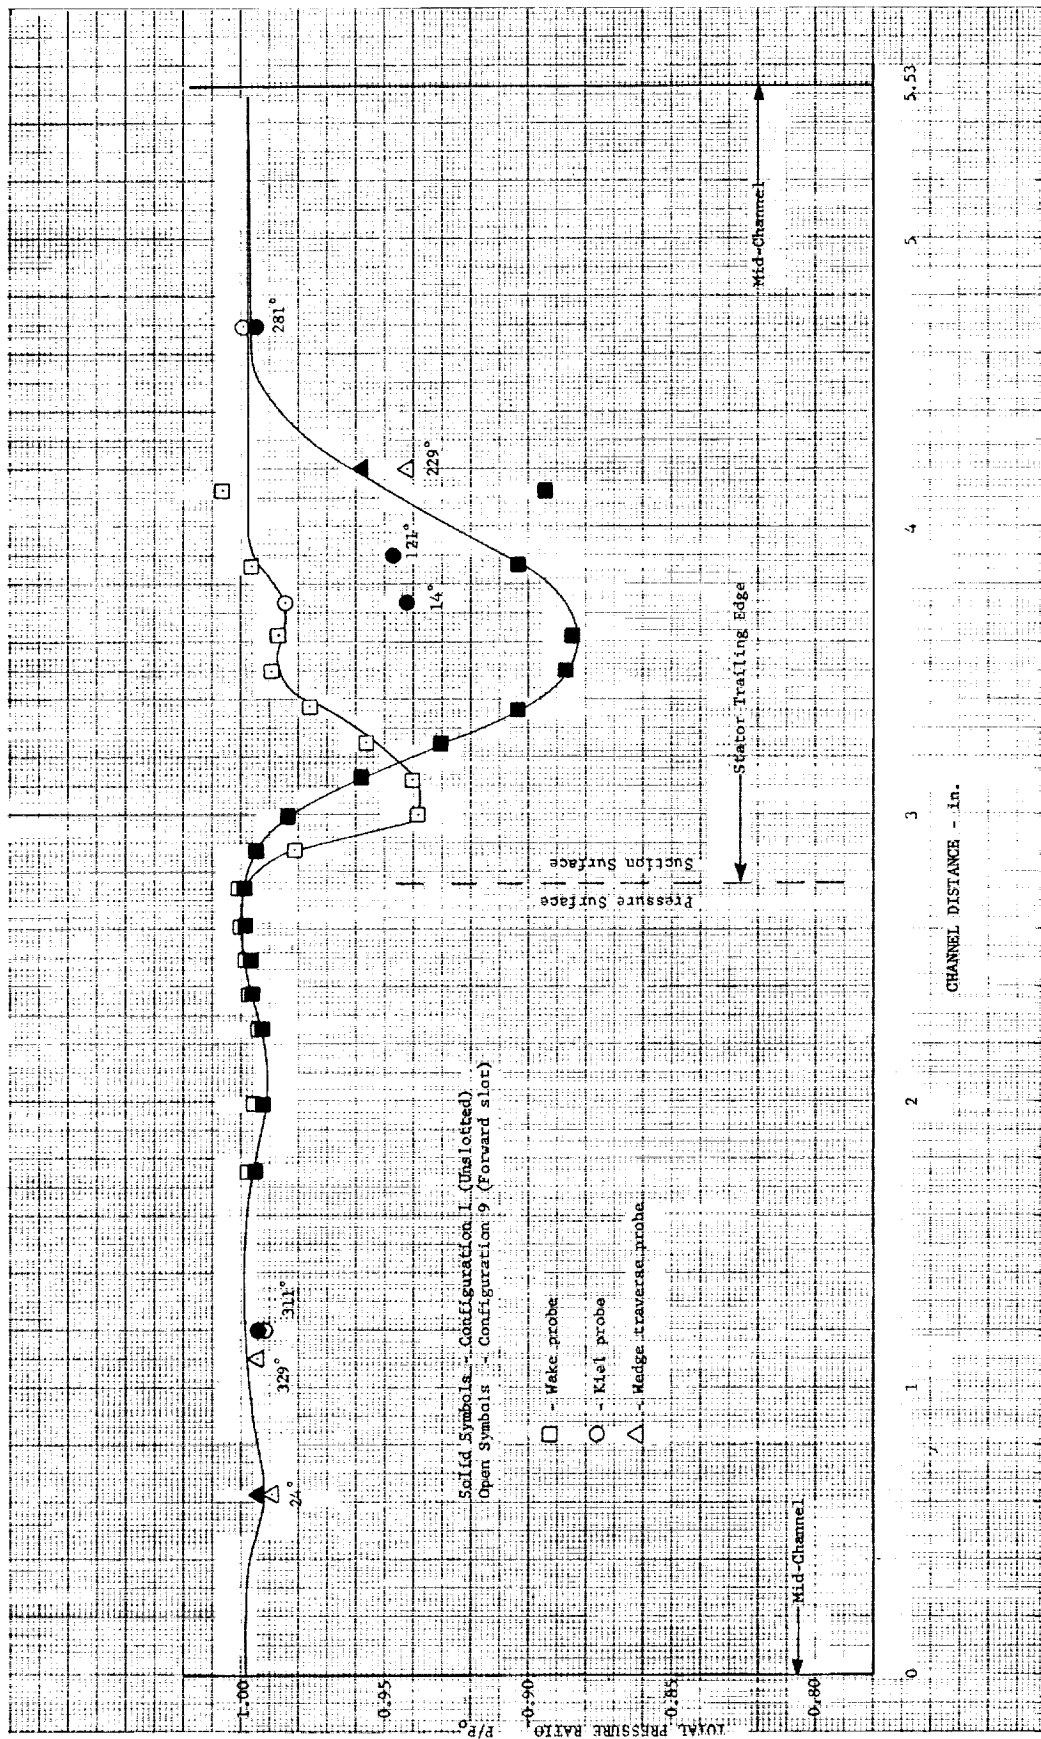 TOTAL PRESSURE RATIO
P/Po
1.00
0.95
0.90
0.85
0.80
281°
229°
121°
14°
311°
329°
24°
Mid-Channel
Stator Trailing Edge
Suction Surface
Pressure Surface
Solid Symbols - Configuration 1 (Unslotted)
Open Symbols - Configuration 9 (Forward slot)
- Wake probe
- Kiel probe
- Wedge traverse probe
Mid-Channel
0
1
2
3
4
5
5.53
CHANNEL DISTANCE - in.